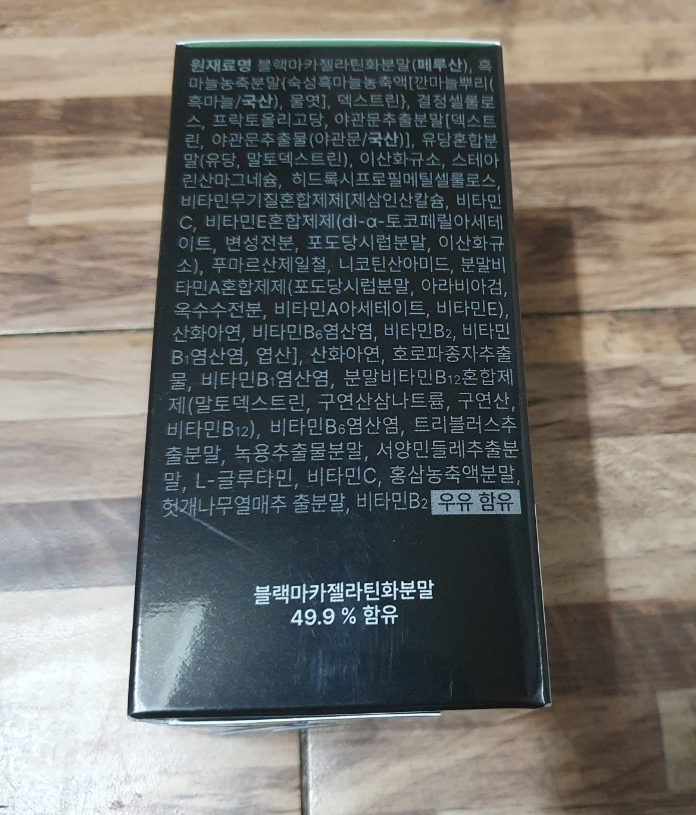 원재료명 블랙마카젤라틴화분말(페루산), 흑
마늘농축분말{숙성흑마늘농축액[깐마늘뿌리(
흑마늘/국산), 물엿], 덱스트린}, 결정셀룰로
스, 프락토올리고당, 야관문추출분말[덱스트
린, 야관문추출물(야관문/국산)], 유당혼합분
말(유당, 말토덱스트린), 이산화규소, 스테아
린산마그네슘, 히드록시프로필메틸셀룰로스,
비타민무기질혼합제제[제삼인산칼슘, 비타민
C, 비타민E혼합제제(dl-α-토코페릴아세테
이트, 변성전분, 포도당시럽분말, 이산화규
소), 푸마르산제일철, 니코틴산아미드, 분말비
타민A혼합제제(포도당시럽분말, 아라비아검,
옥수수전분, 비타민A아세테이트, 비타민E),
산화아연, 비타민B₆염산염, 비타민B₂, 비타민
B₁염산염, 엽산], 산화아연, 호로파종자추출
물, 비타민B₁염산염, 분말비타민B₁₂혼합제
제(말토덱스트린, 구연산삼나트륨, 구연산,
비타민B₁₂), 비타민B₆염산염, 트리블러스추
출분말, 녹용추출물분말, 서양민들레추출분
말, L-글루타민, 비타민C, 홍삼농축액분말,
헛개나무열매추 출분말, 비타민B₂ 우유 함유
블랙마카젤라틴화분말
49.9 % 함유